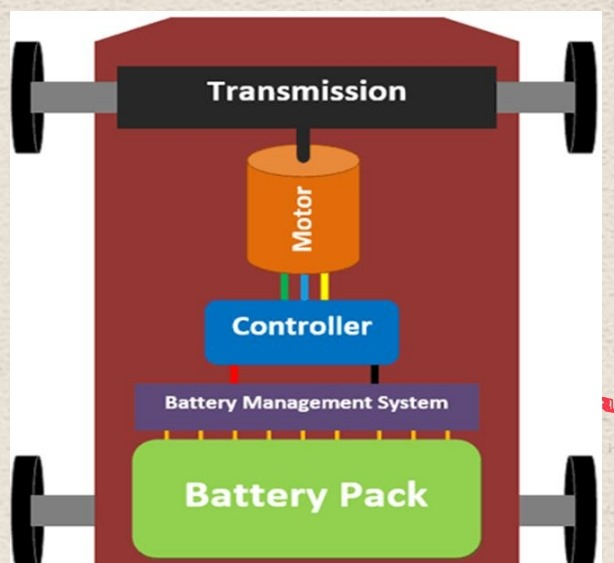 Transmission
Motor
Controller
Battery Management System
Battery Pack